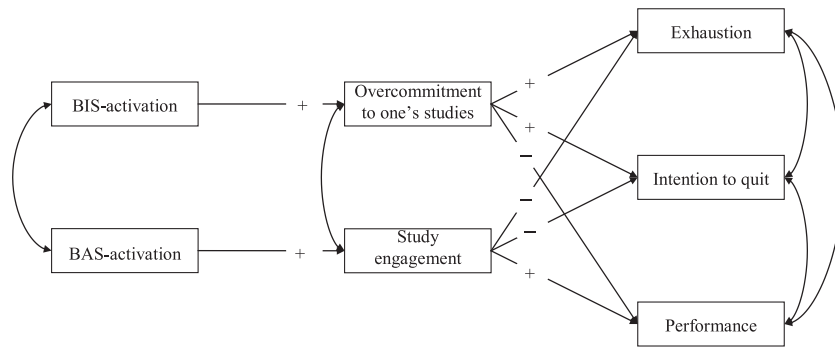 Exhaustion
BIS-activation
+
Overcommitment
to one's studies
+
+
−
Intention to quit
−
BAS-activation
+
Study
engagement
−
+
Performance